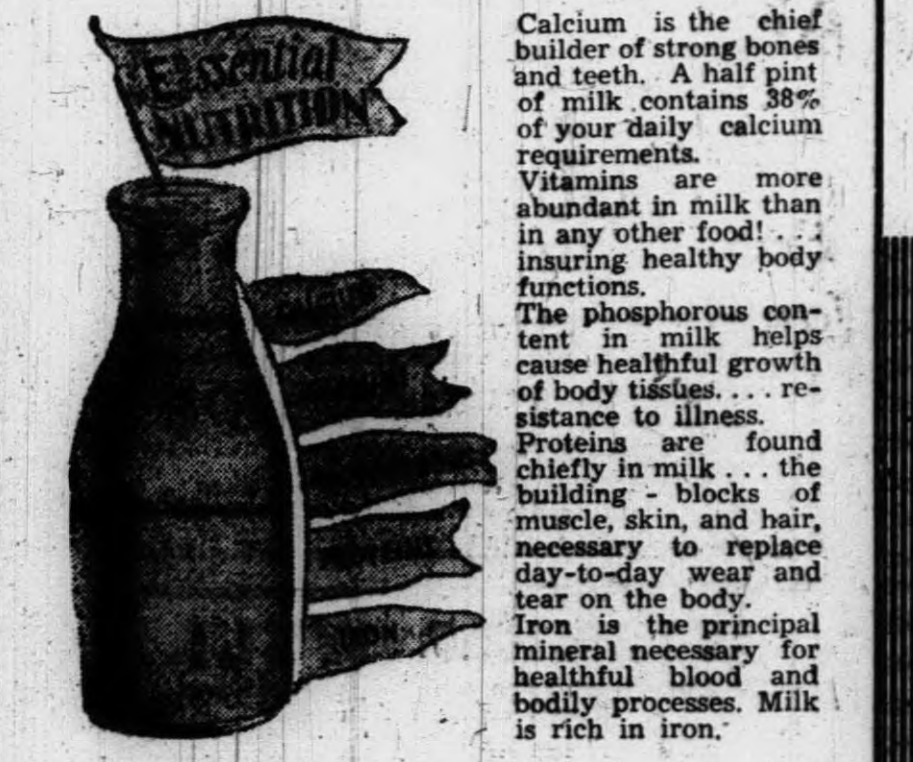 Essential
NUTRITION
PROTEINS
IRON
Calcium is the chief
builder of strong bones
and teeth. A half pint
of milk contains 38%
of your daily calcium
requirements.
Vitamins are more
abundant in milk than
in any other food! . . .
insuring healthy body
functions.
The phosphorous con-
tent in milk helps
cause healthful growth
of body tissues. . . . re-
sistance to illness.
Proteins are found
chiefly in milk . . . the
building - blocks of
muscle, skin, and hair,
necessary to replace
day-to-day wear and
tear on the body.
Iron is the principal
mineral necessary for
healthful blood and
bodily processes. Milk
is rich in iron.